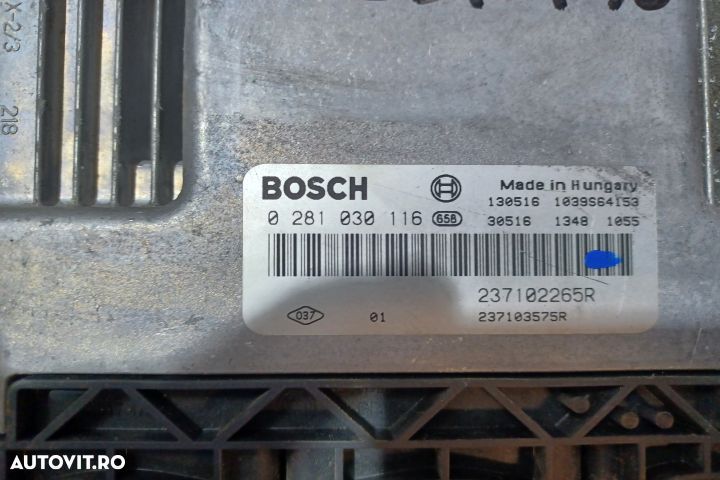 X-2/3
218
BOSCH
Made in Hungary
130516 1039S64153
0 281 030 116 G5B
30516 1348 1055
237102265R
037
01
237103575R
AUTOVIT.RO